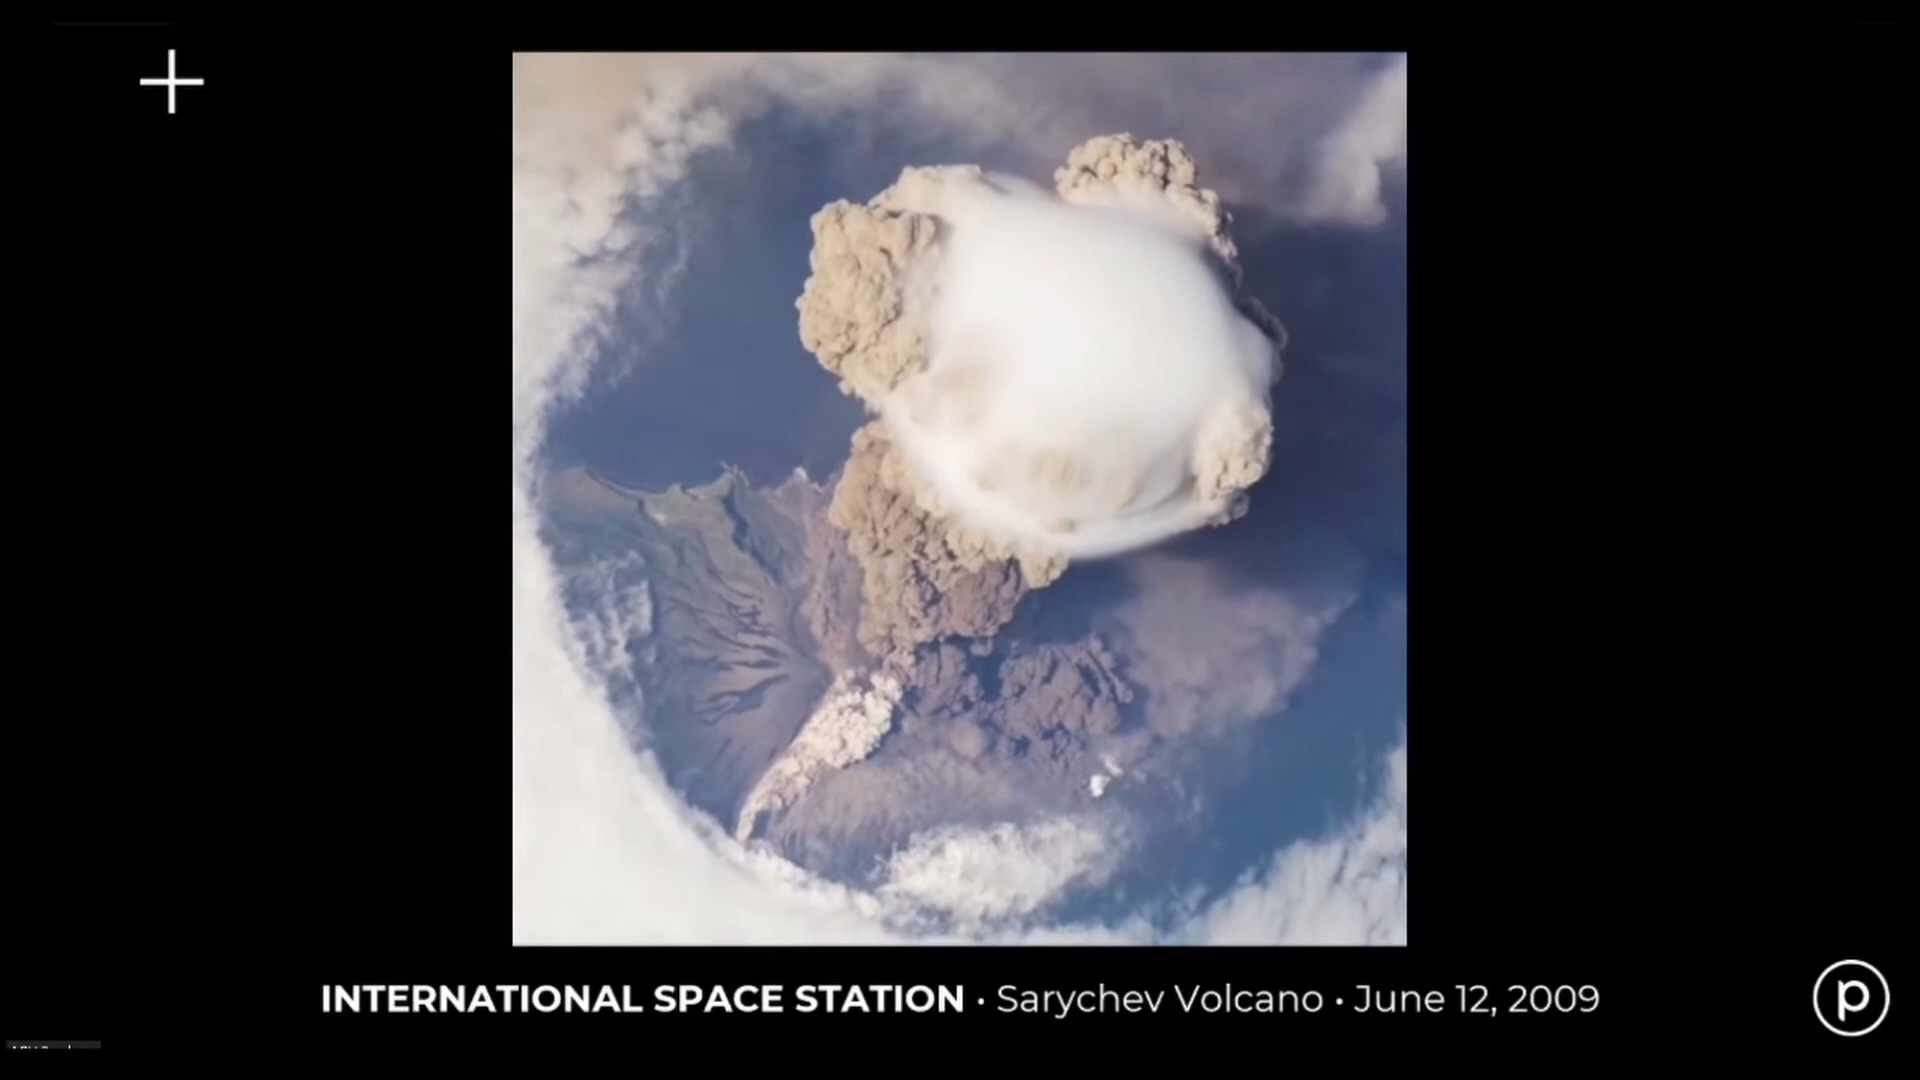 INTERNATIONAL SPACE STATION • Sarychev Volcano • June 12, 2009
p